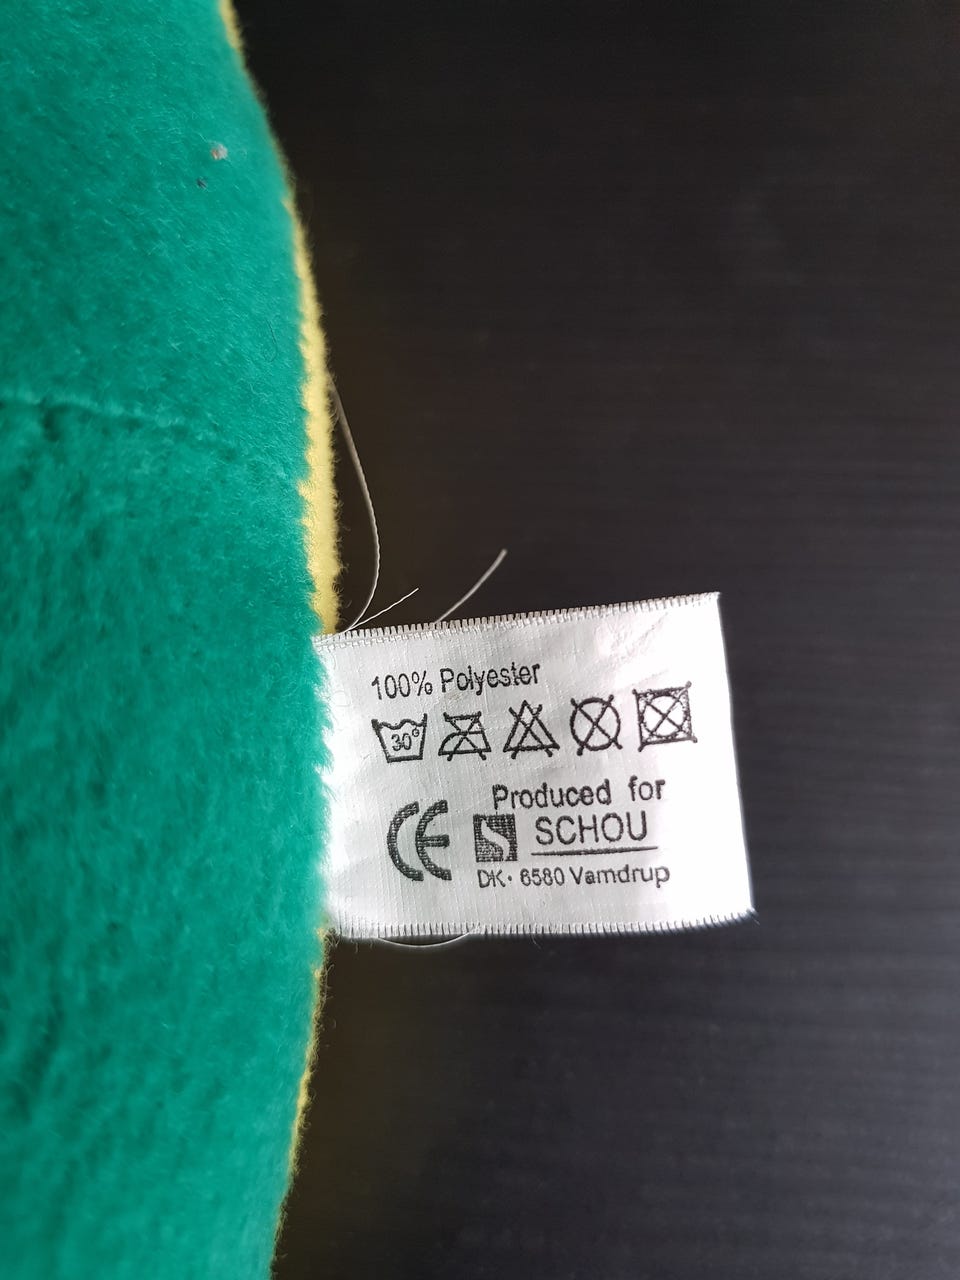 100% Polyester
30°
Produced for
CE S SCHOU
DK· 6580 Vamdrup